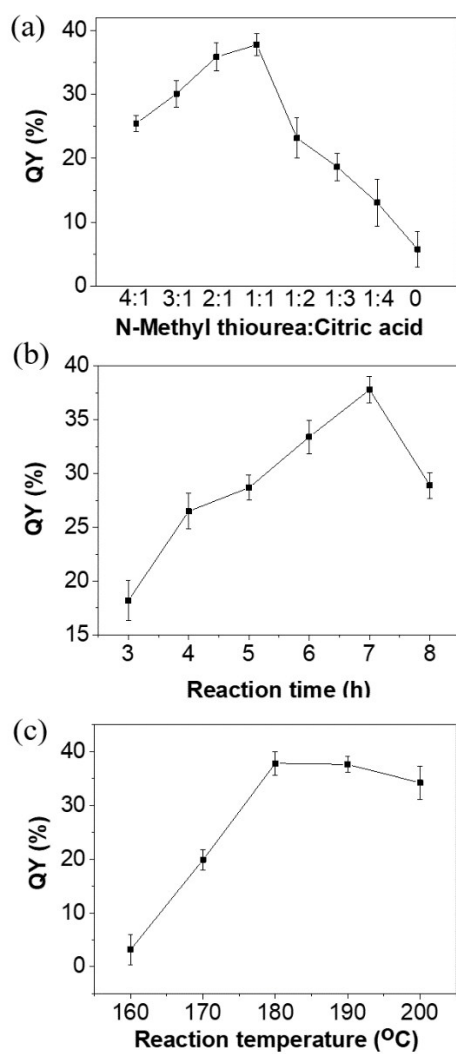 (a)
40
30
20
10
0
QY (%)
4:1 3:1 2:1 1:1 1:2 1:3 1:4 0
N-Methyl thiourea:Citric acid
(b)
40
35
30
25
20
15
QY (%)
3 4 5 6 7 8
Reaction time (h)
(c)
40
30
20
10
0
QY (%)
160 170 180 190 200
Reaction temperature (ºC)